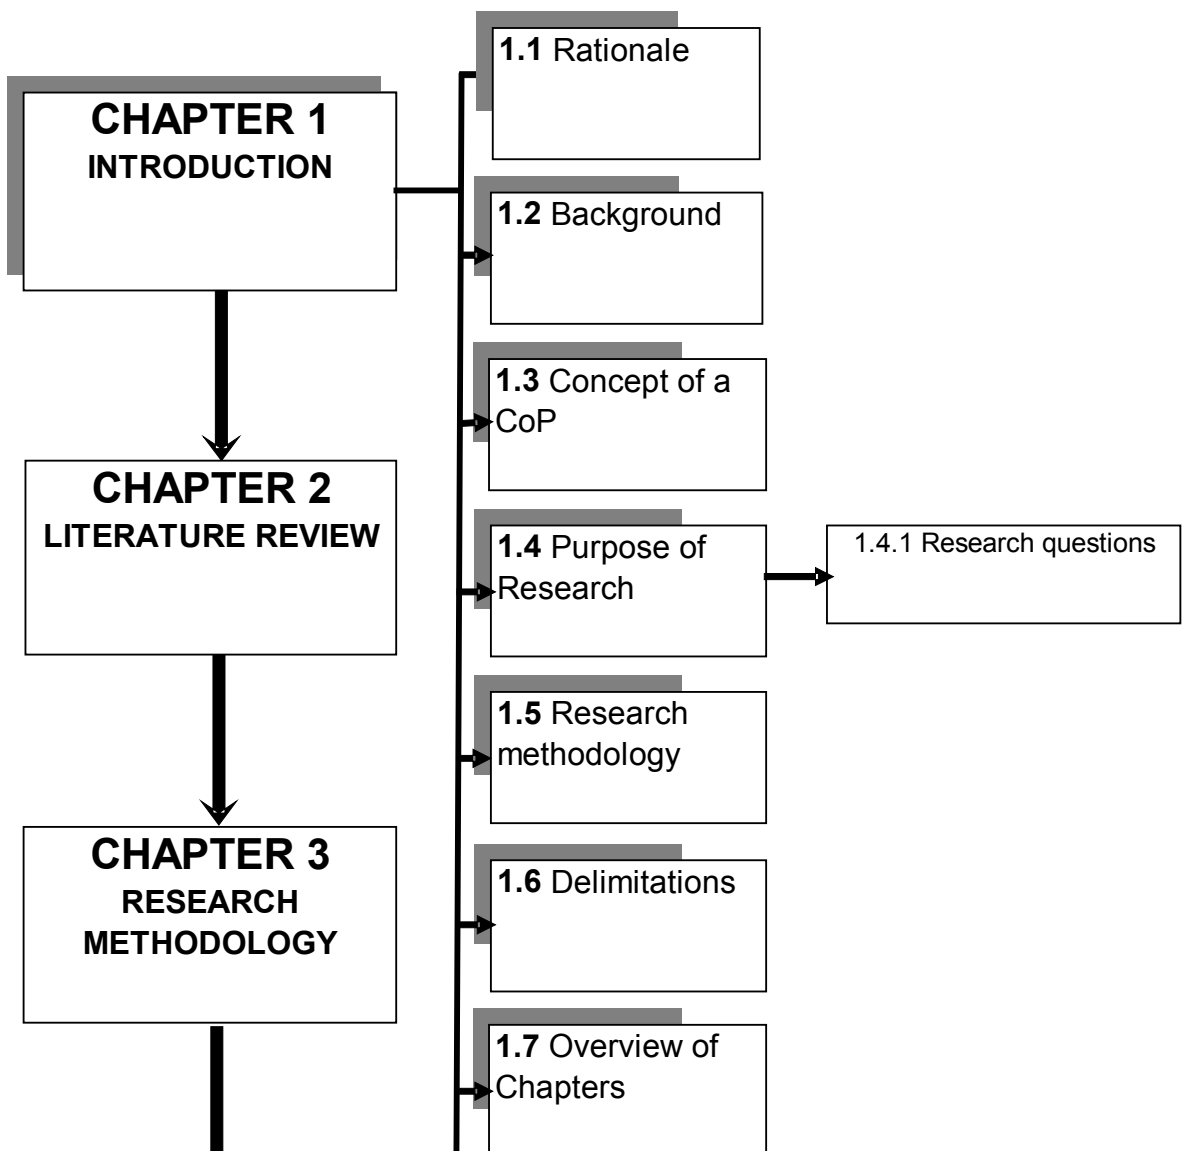 CHAPTER 1
INTRODUCTION
CHAPTER 2
LITERATURE REVIEW
CHAPTER 3
RESEARCH
METHODOLOGY
1.1 Rationale
1.2 Background
1.3 Concept of a
CoP
1.4 Purpose of
Research
1.4.1 Research questions
1.5 Research
methodology
1.6 Delimitations
1.7 Overview of
Chapters